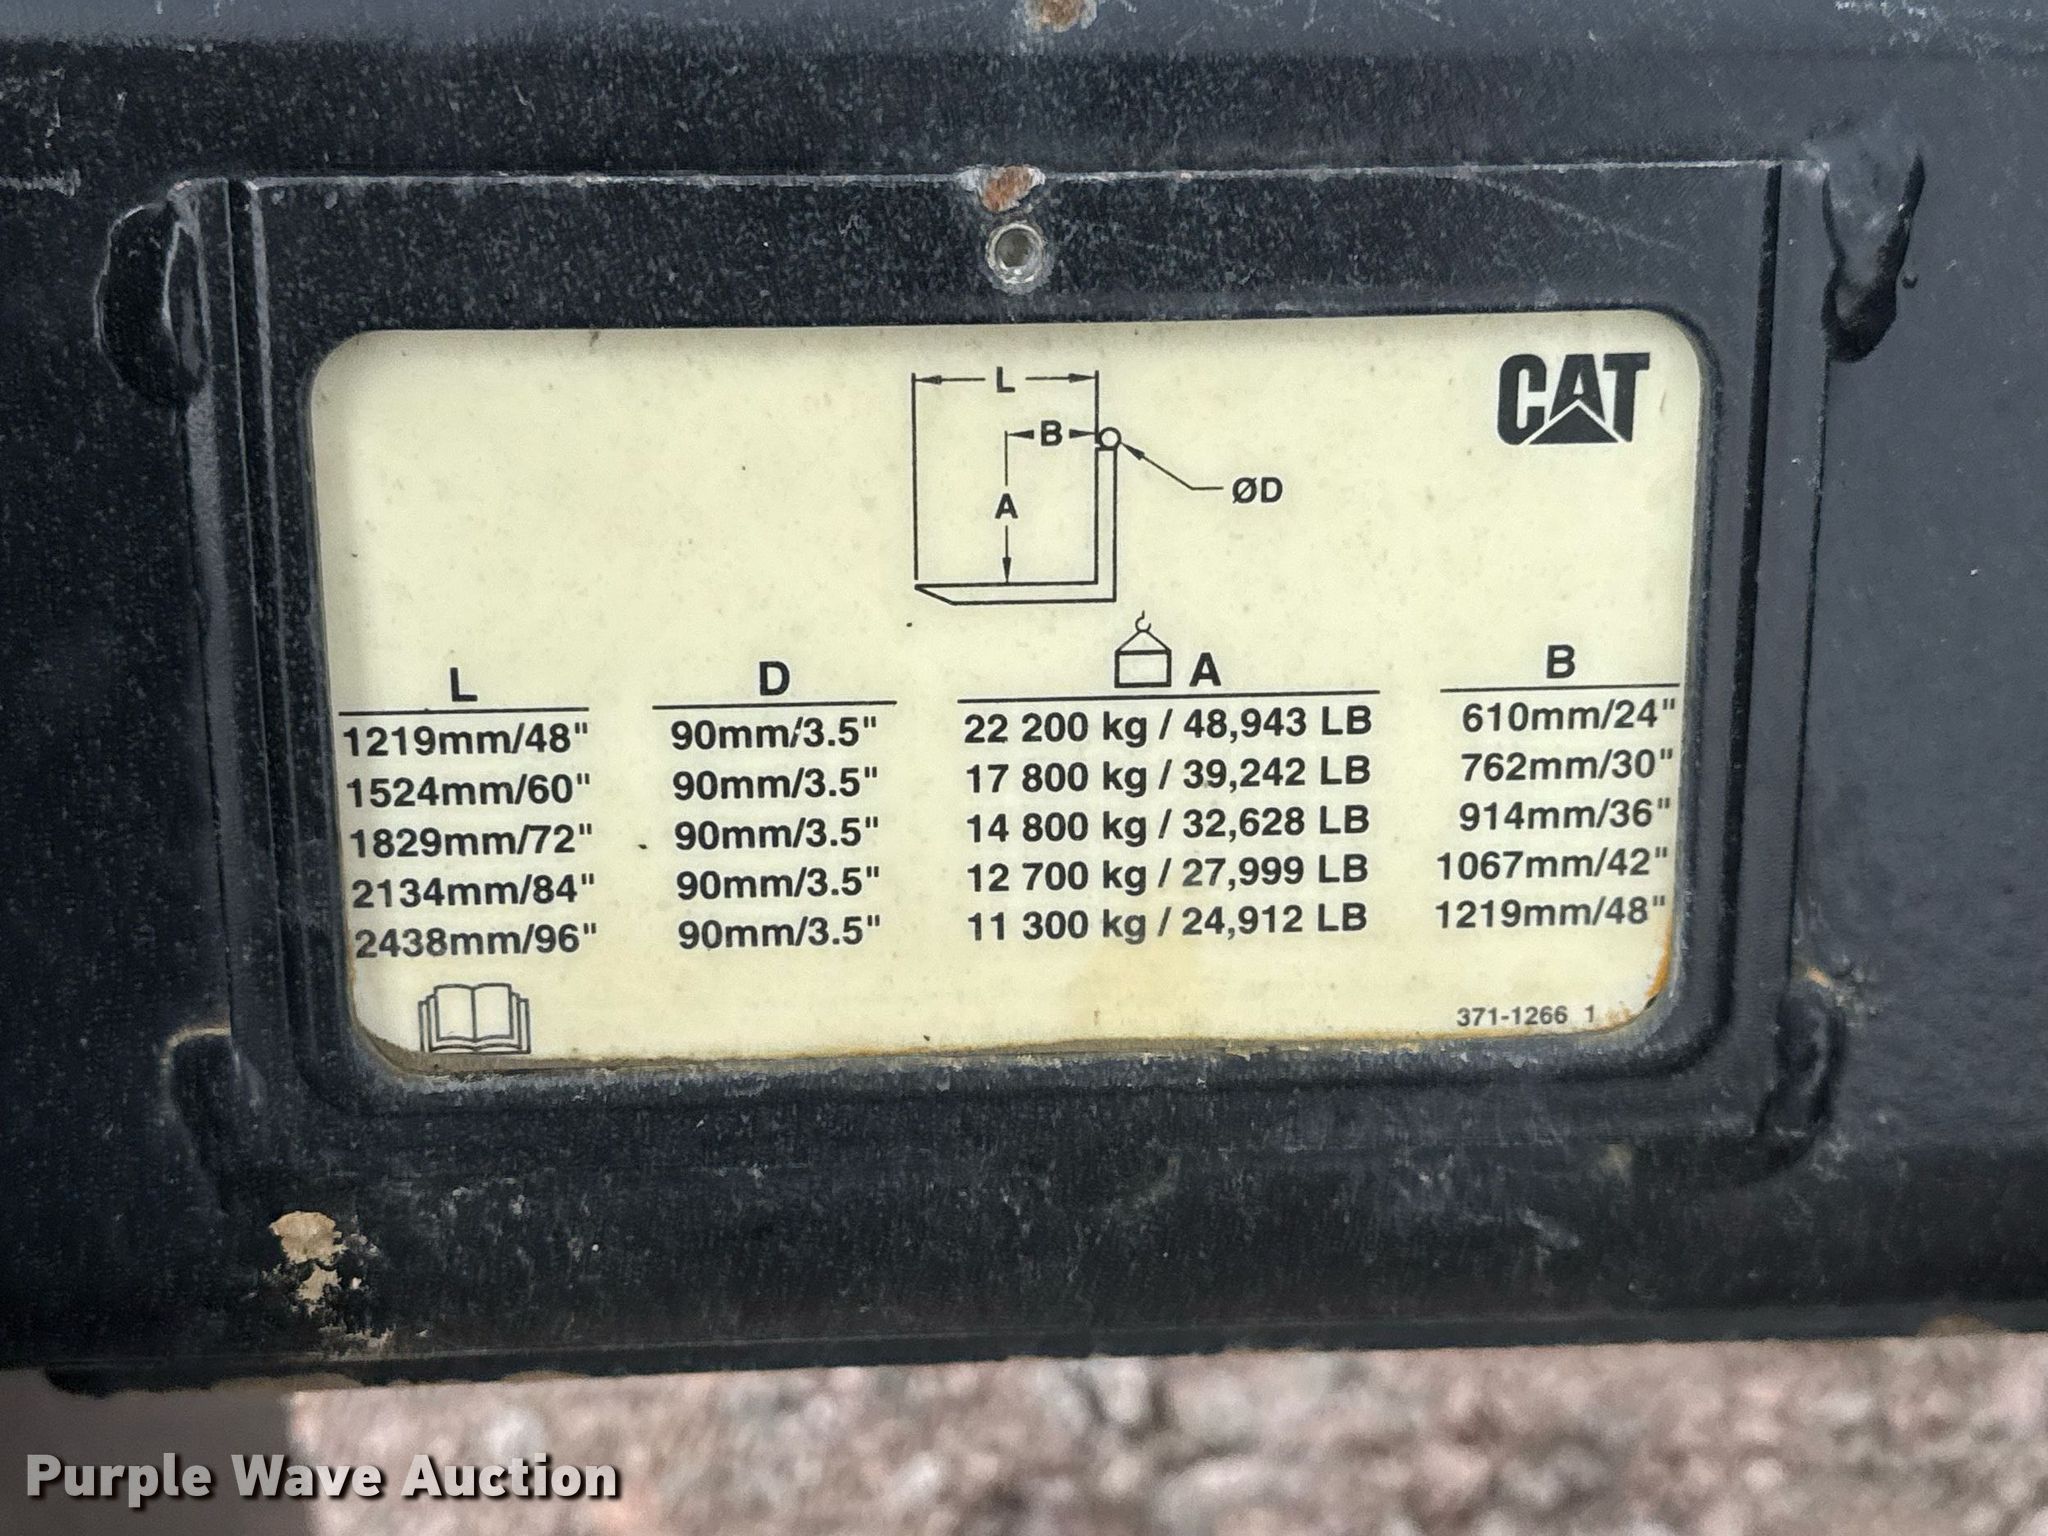 CAT
L
B
A
ØD
L D A B
1219mm/48" 90mm/3.5" 22 200 kg / 48,943 LB 610mm/24"
1524mm/60" 90mm/3.5" 17 800 kg / 39,242 LB 762mm/30"
1829mm/72" 90mm/3.5" 14 800 kg / 32,628 LB 914mm/36"
2134mm/84" 90mm/3.5" 12 700 kg / 27,999 LB 1067mm/42"
2438mm/96" 90mm/3.5" 11 300 kg / 24,912 LB 1219mm/48"
371-1266 1
Purple Wave Auction